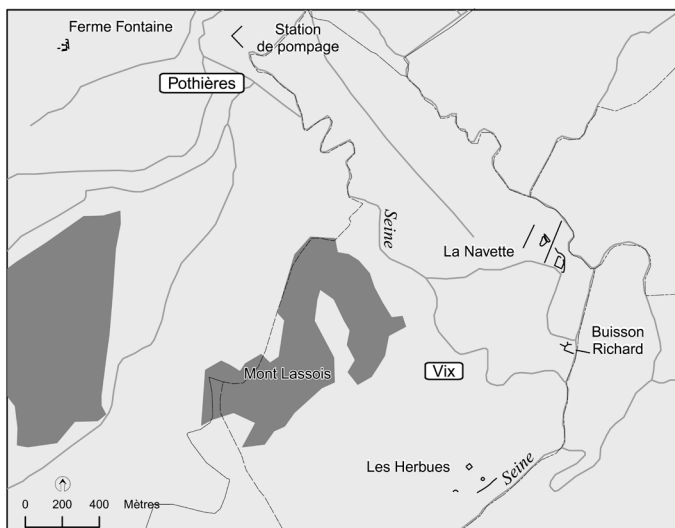 Ferme Fontaine
Station
de pompage
Pothières
Seine
La Navette
Buisson
Richard
Mont Lassois
Vix
Les Herbues
Seine
0 200 400 Mètres